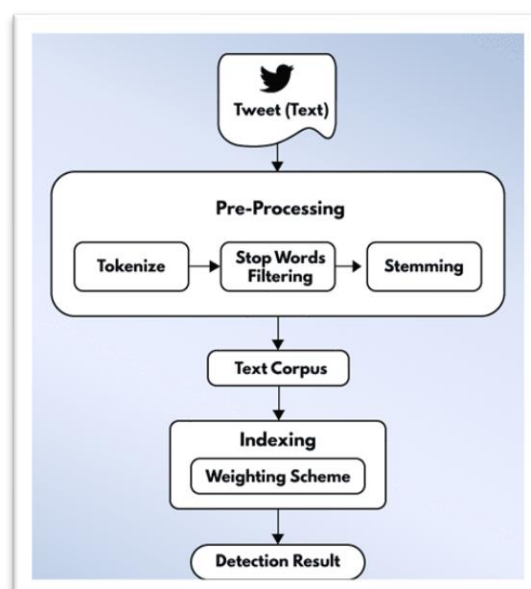 Tweet (Text)
Pre-Processing
Tokenize
Stop Words
Filtering
Stemming
Text Corpus
Indexing
Weighting Scheme
Detection Result